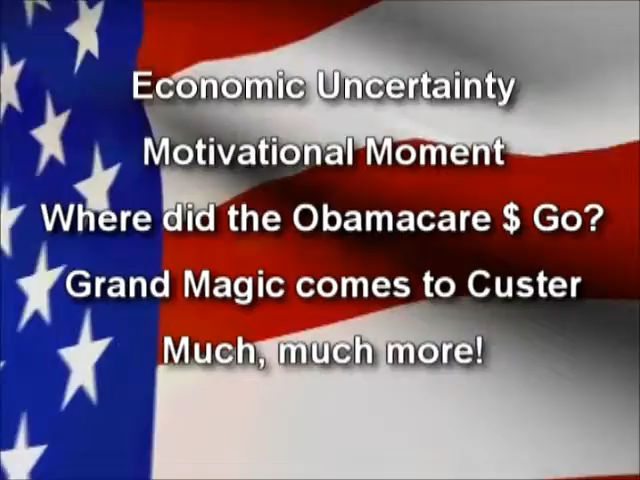 Economic Uncertainty
Motivational Moment
Where did the Obamacare $ Go?
Grand Magic comes to Custer
Much, much more!